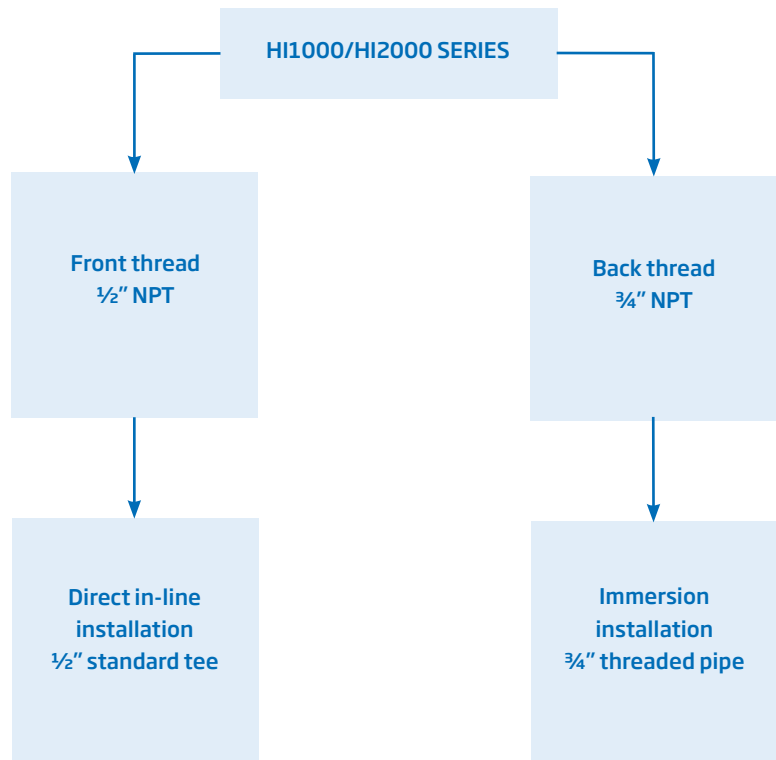 HI1000/HI2000 SERIES
Front thread
½” NPT
Back thread
¾” NPT
Direct in-line
installation
½” standard tee
Immersion
installation
¾” threaded pipe